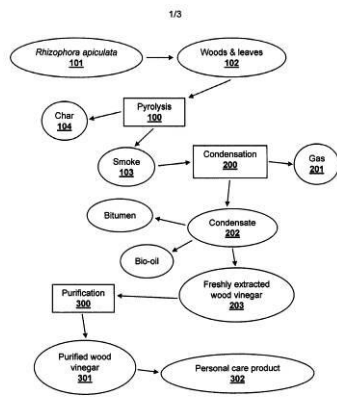 1/3
Rhizophora apiculata
101
Woods & leaves
102
Pyrolysis
100
Char
104
Smoke
103
Condensation
200
Gas
201
Bitumen
Condensate
202
Bio-oil
Freshly extracted
wood vinegar
203
Purification
300
Purified wood
vinegar
301
Personal care product
302